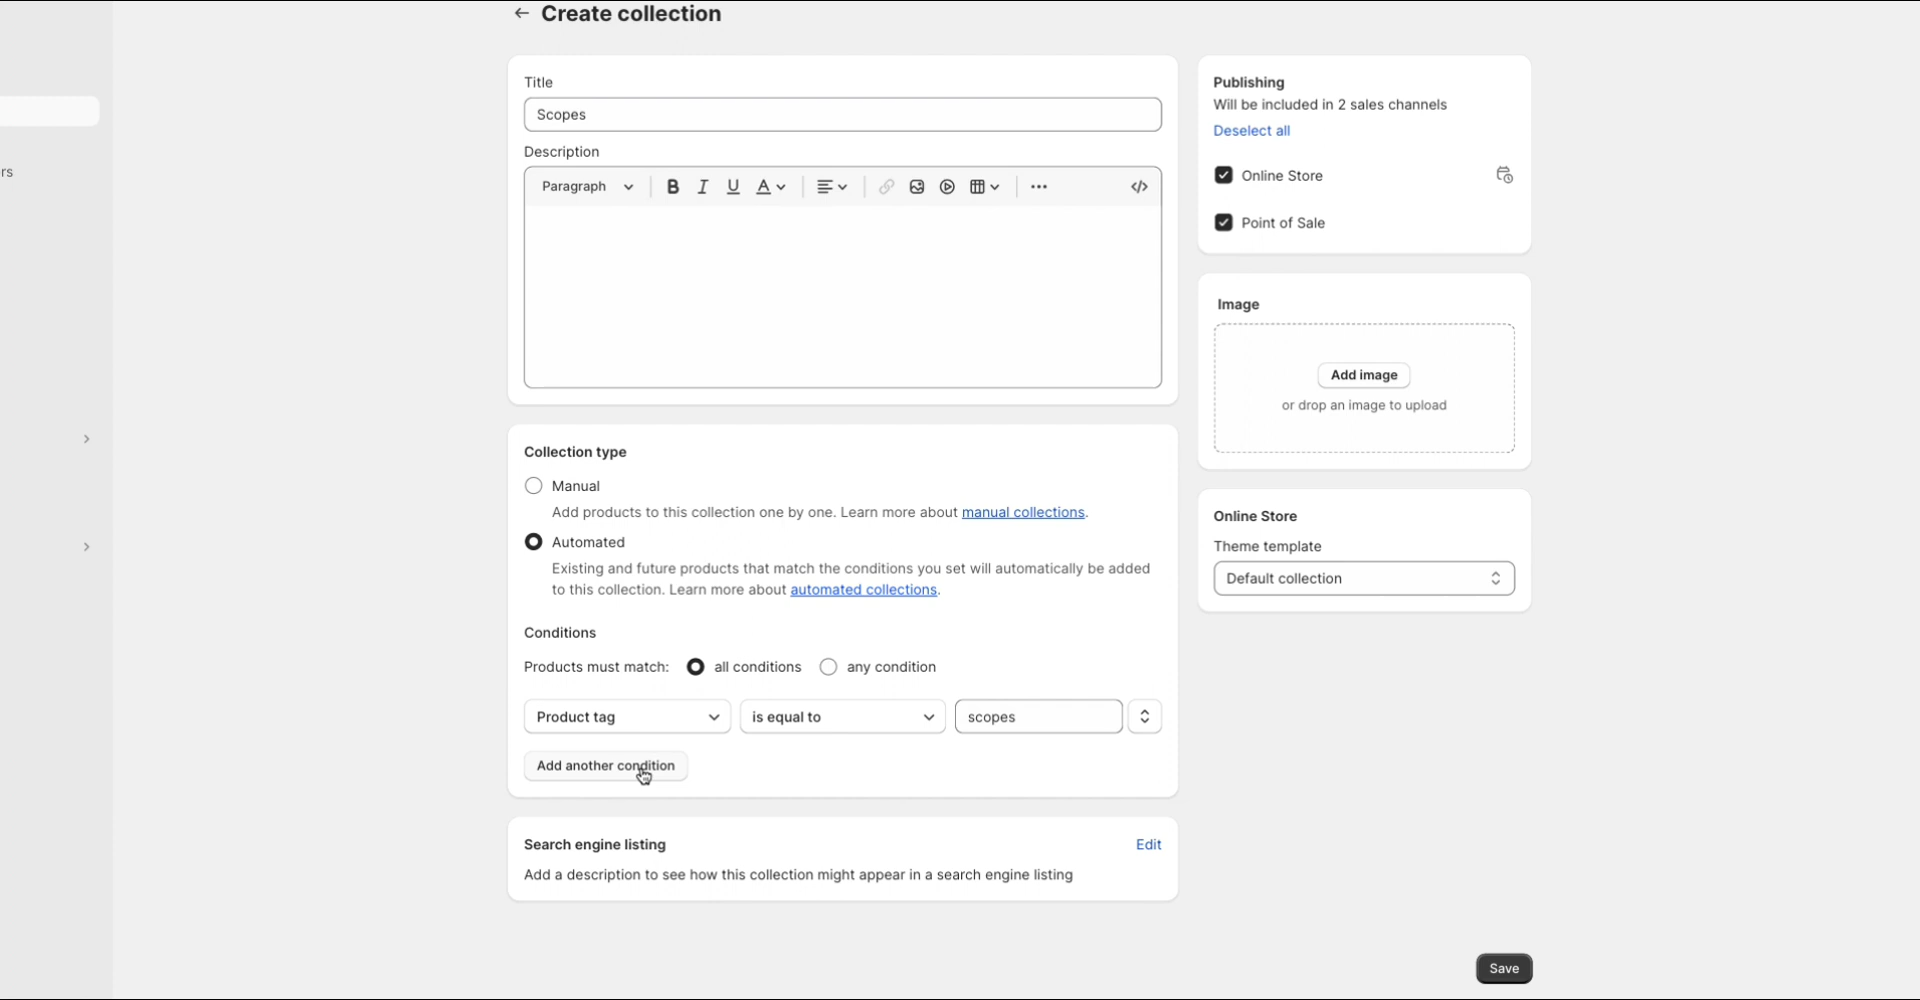 Create collection
rs
Title
Scopes
Description
Paragraph
B I U A
Collection type
Manual
Add products to this collection one by one. Learn more about manual collections.
Automated
Existing and future products that match the conditions you set will automatically be added
to this collection. Learn more about automated collections.
Conditions
Products must match: all conditions any condition
Product tag is equal to scopes
Add another condition
Search engine listing Edit
Add a description to see how this collection might appear in a search engine listing
Publishing
Will be included in 2 sales channels
Deselect all
Online Store
Point of Sale
Image
Add image
or drop an image to upload
Online Store
Theme template
Default collection
Save